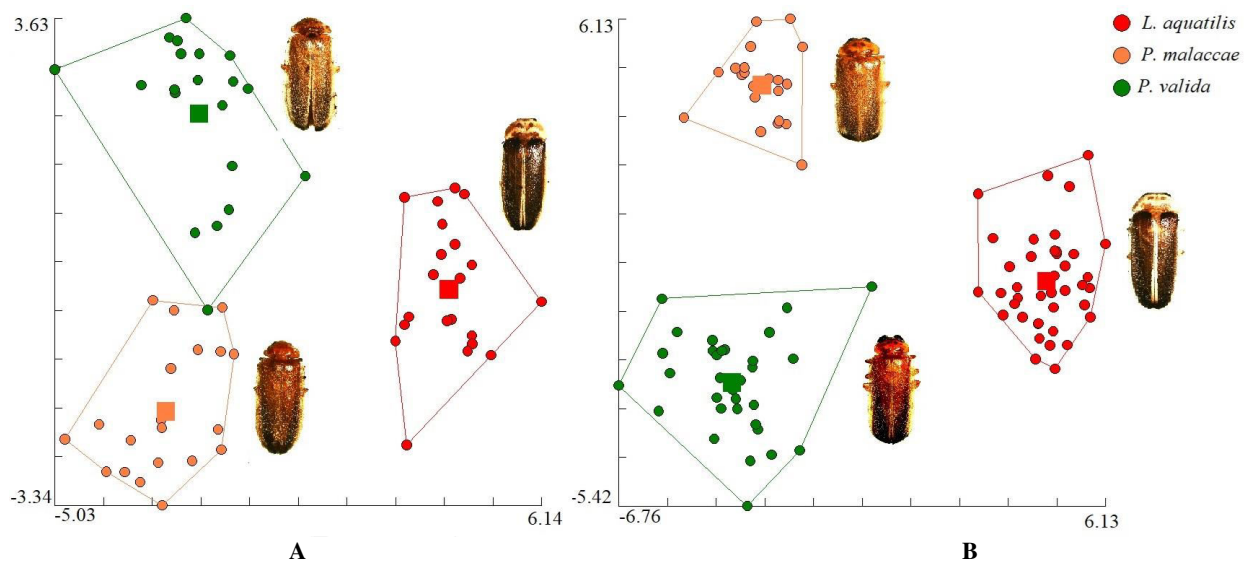 3.63
-3.34
-5.03
6.14
A
6.13
-5.42
-6.76
6.13
B
L. aquatilis
P. malaccae
P. valida